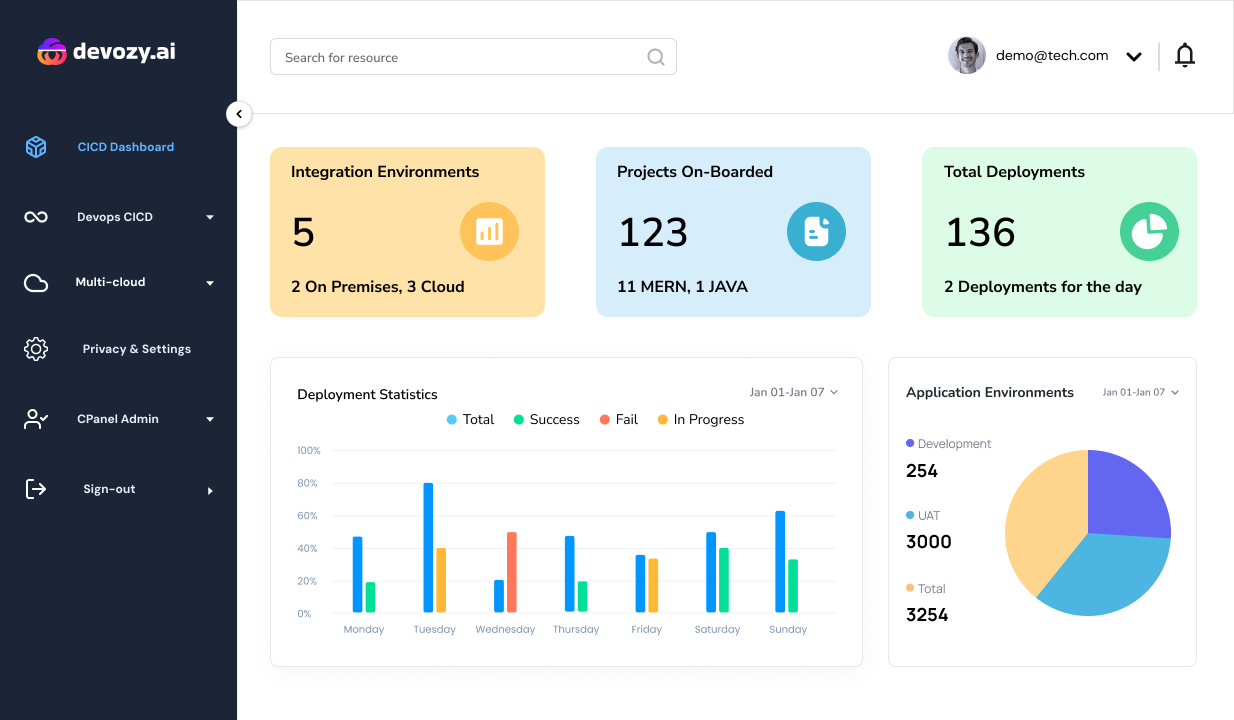 devozy.ai
Search for resource
demo@tech.com
CICD Dashboard
Devops CICD
Multi-cloud
Privacy & Settings
CPanel Admin
Sign-out
Integration Environments
5
2 On Premises, 3 Cloud
Projects On-Boarded
123
11 MERN, 1 JAVA
Total Deployments
136
2 Deployments for the day
Deployment Statistics
Jan 01-Jan 07
Total
Success
Fail
In Progress
100%
80%
60%
40%
20%
0%
Monday
Tuesday
Wednesday
Thursday
Friday
Saturday
Sunday
Application Environments
Jan 01-Jan 07
Development
254
UAT
3000
Total
3254